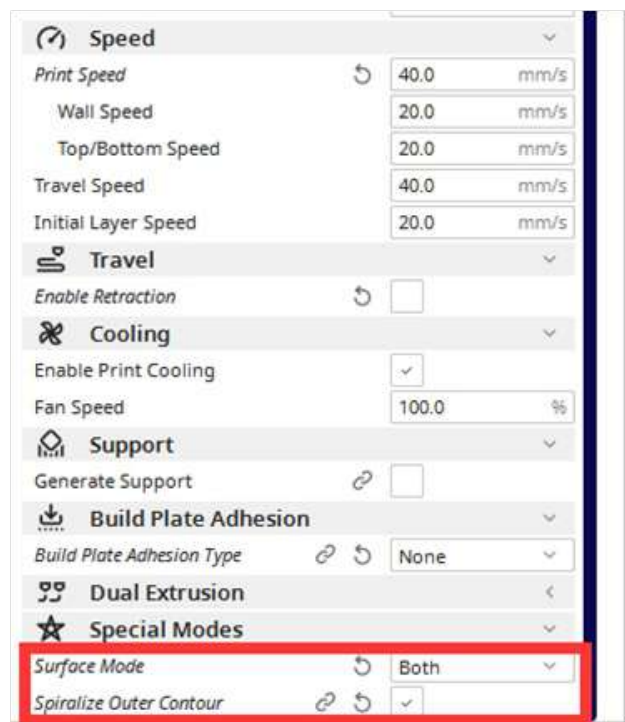 Speed
Print Speed 40.0 mm/s
Wall Speed 20.0 mm/s
Top/Bottom Speed 20.0 mm/s
Travel Speed 40.0 mm/s
Initial Layer Speed 20.0 mm/s
Travel
Enable Retraction
Cooling
Enable Print Cooling
Fan Speed 100.0 %
Support
Generate Support
Build Plate Adhesion
Build Plate Adhesion Type None
Dual Extrusion
Special Modes
Surface Mode Both
Spiralize Outer Contour